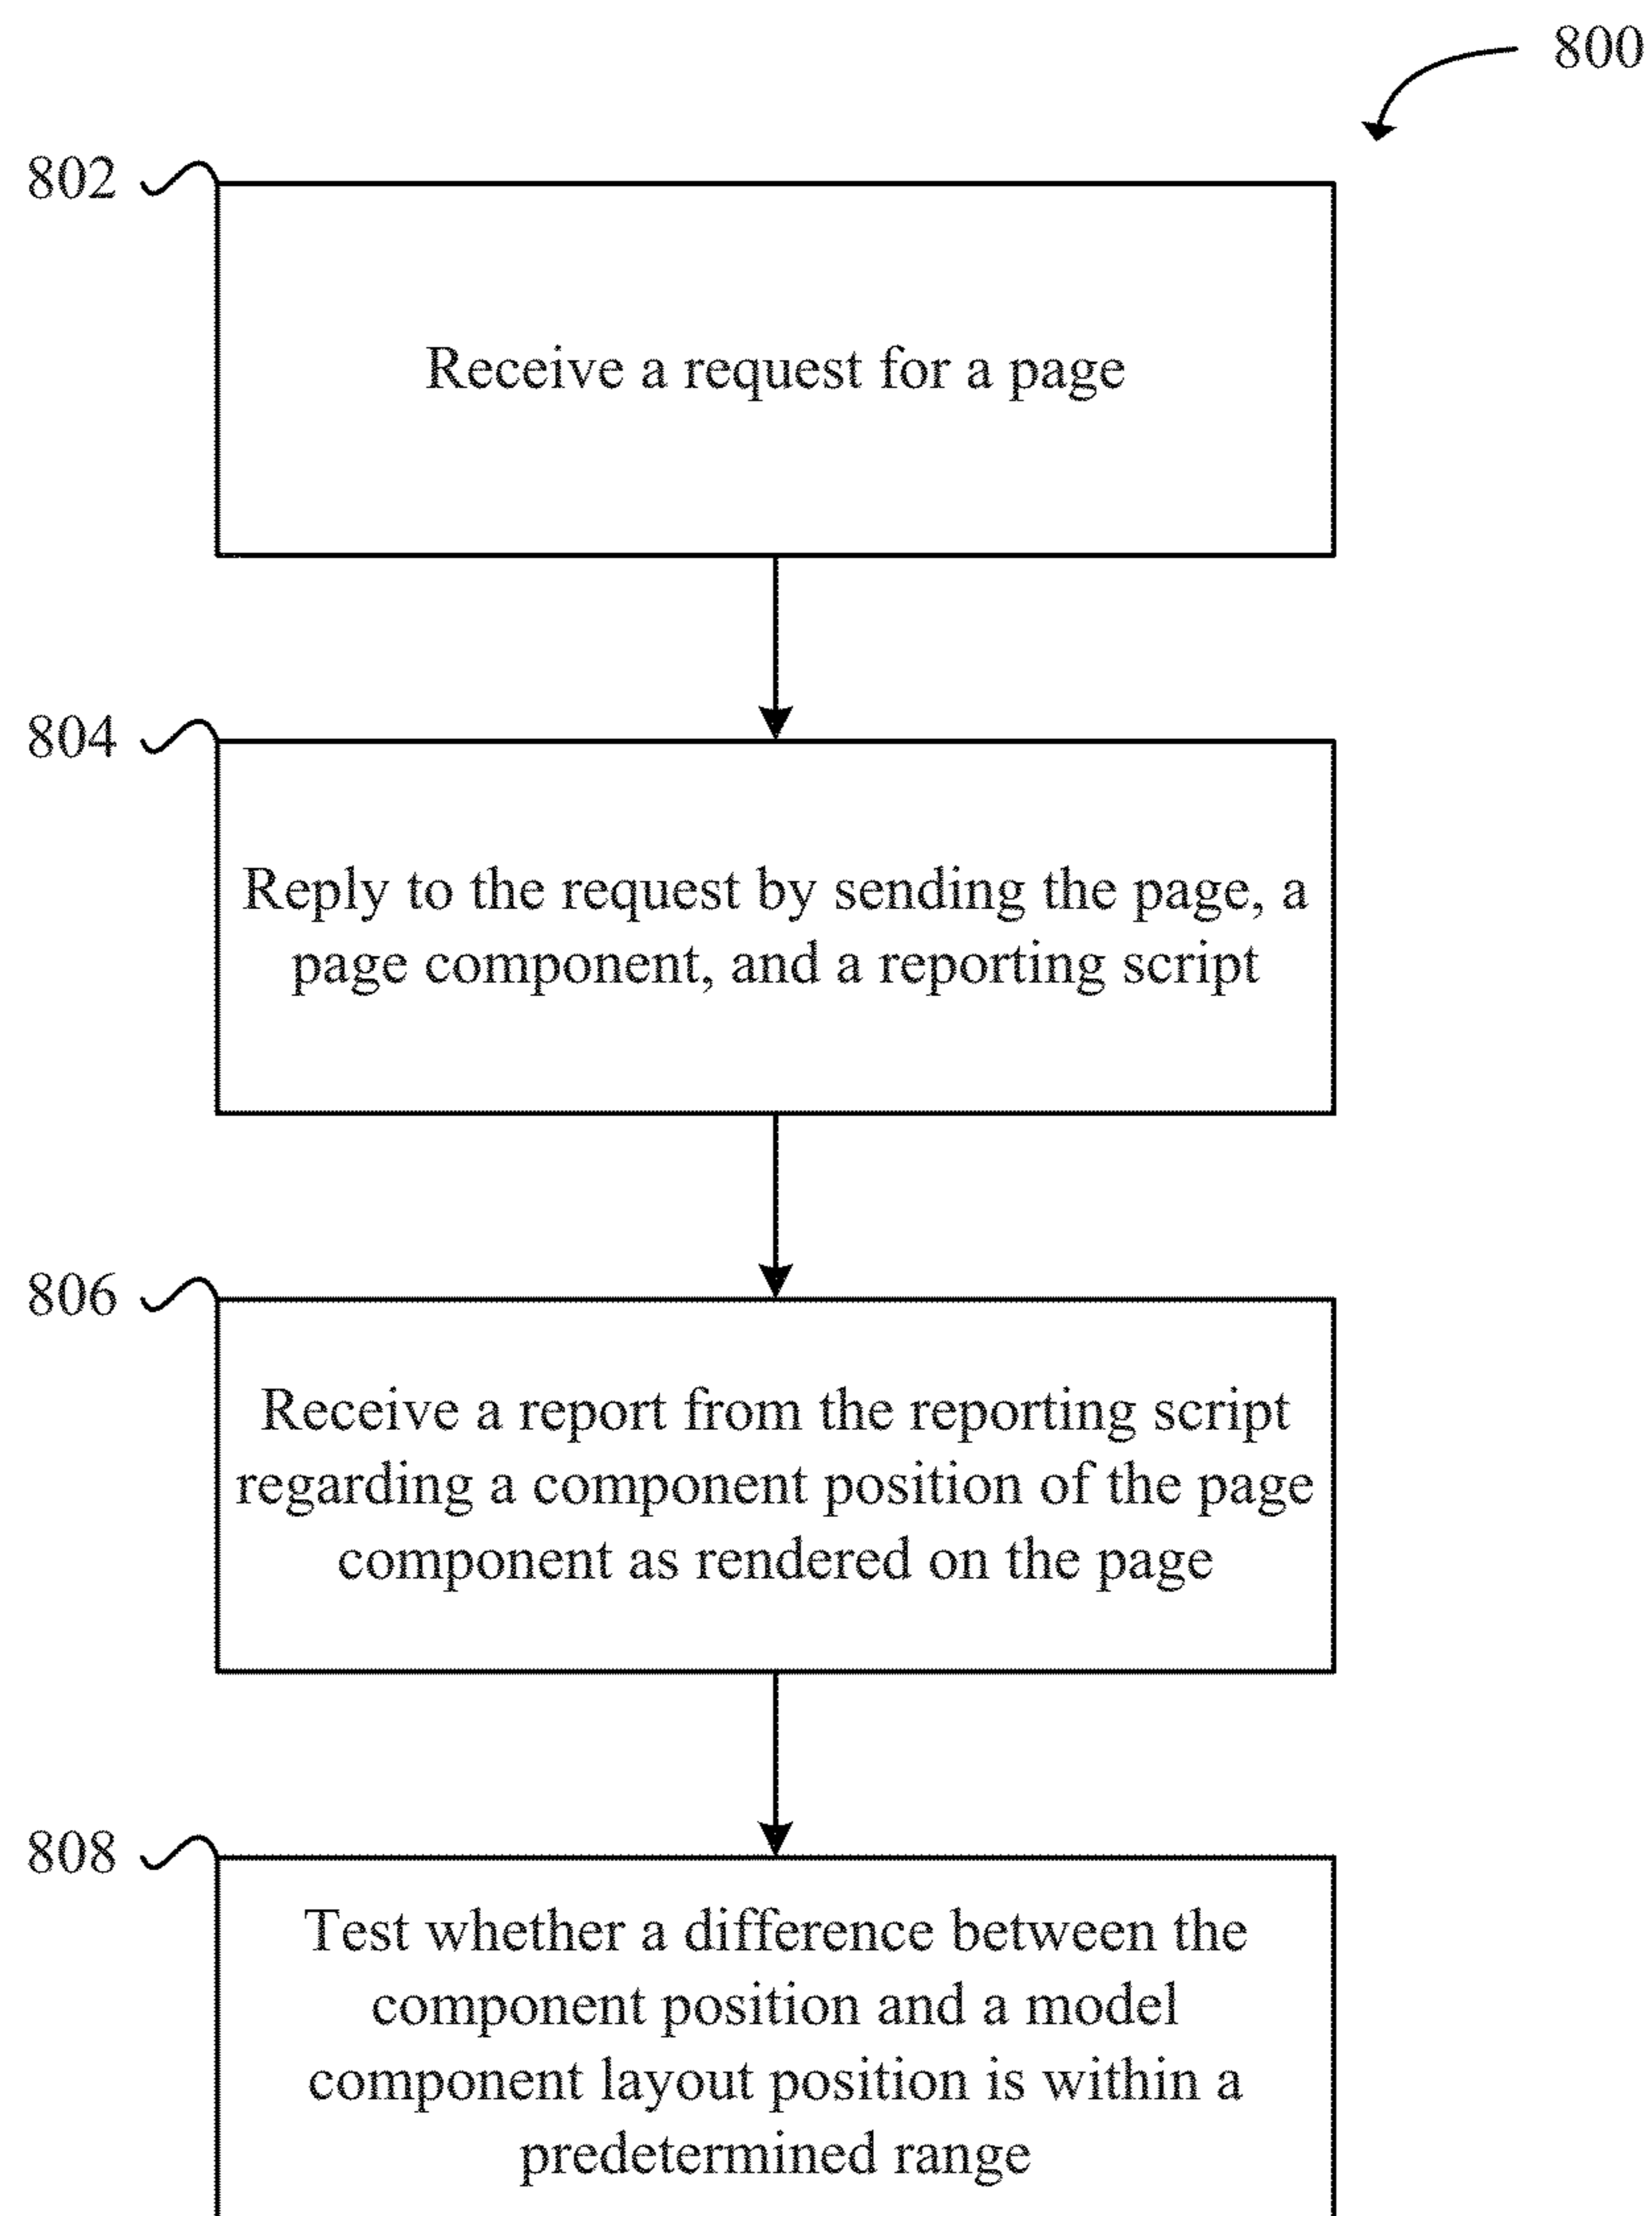 800
802
Receive a request for a page
804
Reply to the request by sending the page, a
page component, and a reporting script
806
Receive a report from the reporting script
regarding a component position of the page
component as rendered on the page
808
Test whether a difference between the
component position and a model
component layout position is within a
predetermined range